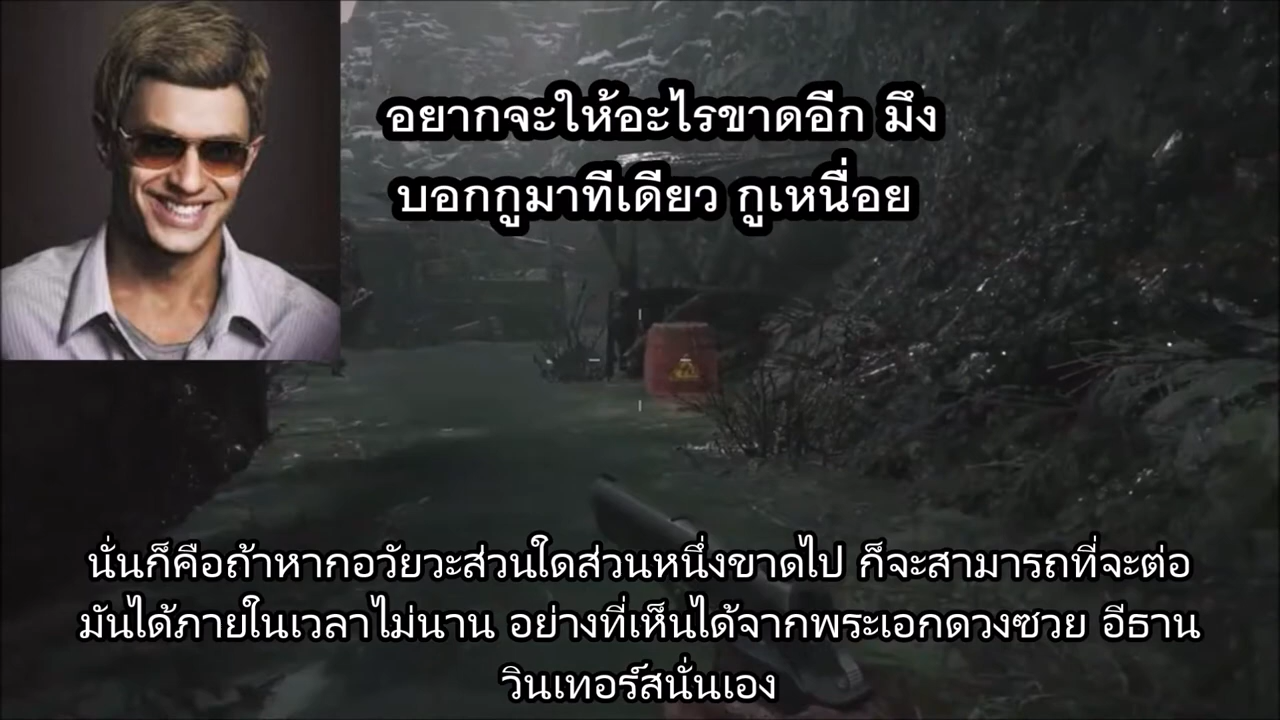 อยากจะให้อะไรขาดอีก มึง
บอกกูมาทีเดียว กูเหนื่อย
นั่นก็คือถ้าหากอวัยวะส่วนใดส่วนหนึ่งขาดไป ก็จะสามารถที่จะต่อ
มันได้ภายในเวลาไม่นาน อย่างที่เห็นได้จากพระเอกดวงซวย อีธาน
วินเทอร์สนั่นเอง